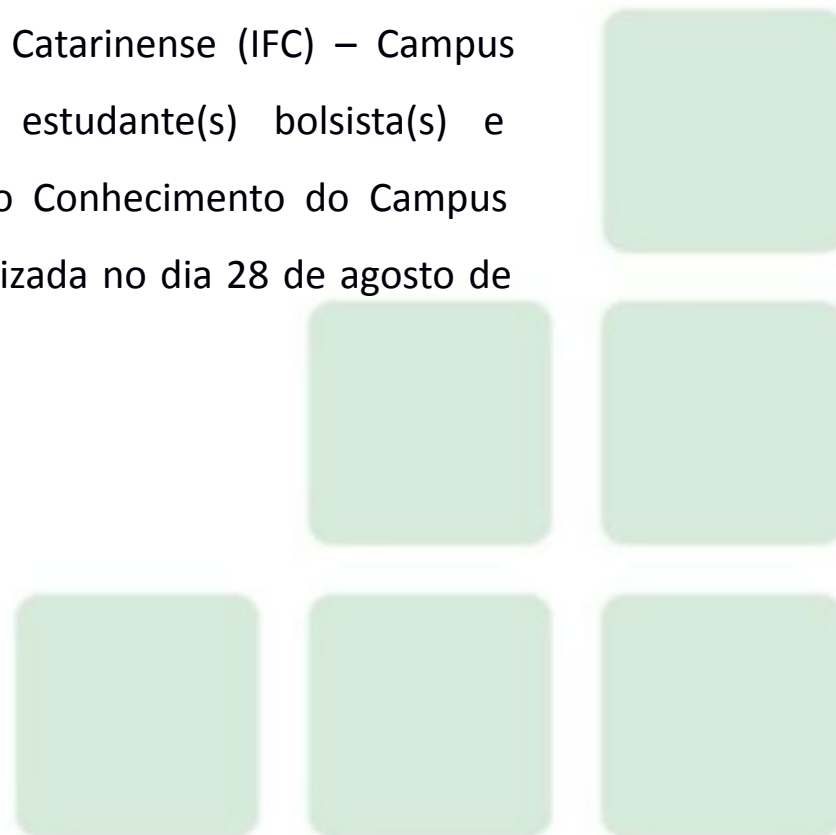 Catarinense (IFC) – Campus
estudante(s) bolsista(s) e
o Conhecimento do Campus
izada no dia 28 de agosto de